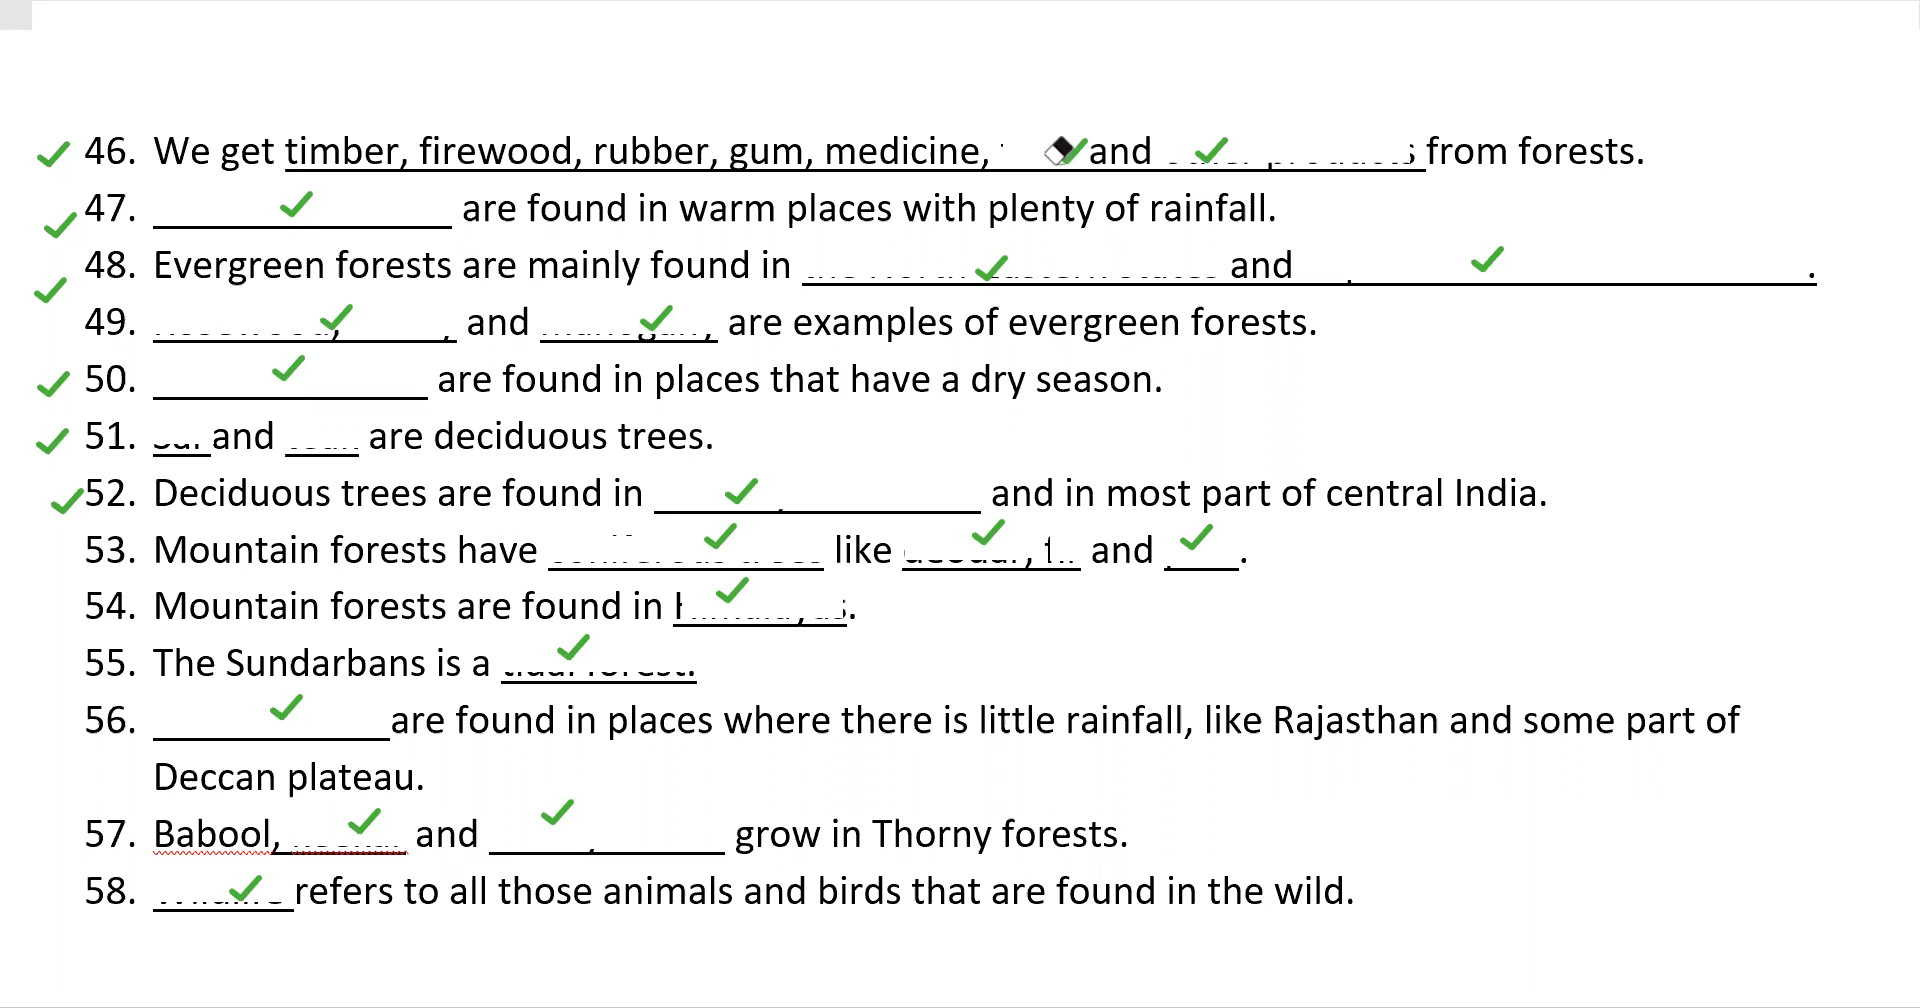 46. We get timber, firewood, rubber, gum, medicine, and from forests.
47. are found in warm places with plenty of rainfall.
48. Evergreen forests are mainly found in and .
49. and are examples of evergreen forests.
50. are found in places that have a dry season.
51. and are deciduous trees.
52. Deciduous trees are found in and in most part of central India.
53. Mountain forests have like and .
54. Mountain forests are found in .
55. The Sundarbans is a
56. are found in places where there is little rainfall, like Rajasthan and some part of
Deccan plateau.
57. Babool, and grow in Thorny forests.
58. refers to all those animals and birds that are found in the wild.